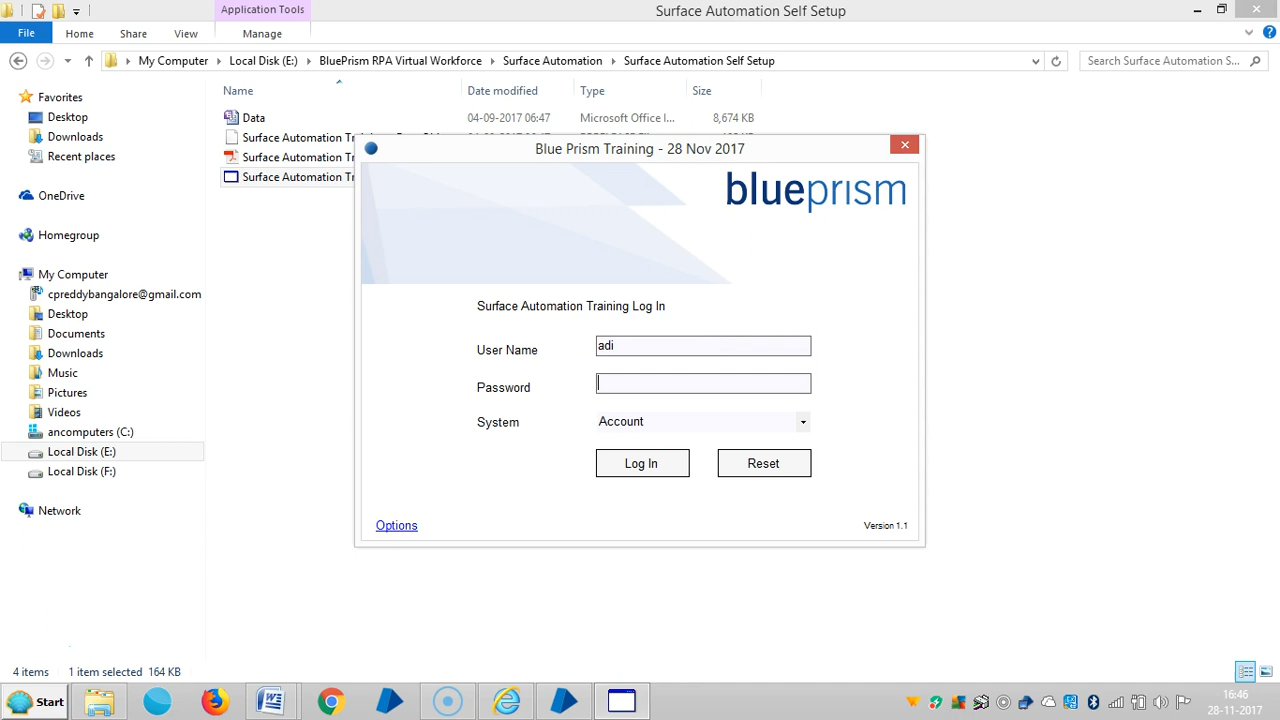 Application Tools
Surface Automation Self Setup
File
Home
Share
View
Manage
My Computer
Local Disk (E:)
BluePrism RPA Virtual Workforce
Surface Automation
Surface Automation Self Setup
Search Surface Automation S...
Name
Date modified
Type
Size
Data
04-09-2017 06:47
Microsoft Office I...
8,674 KB
Surface Automation Tr
Surface Automation Tr
Surface Automation Tr
Favorites
Desktop
Downloads
Recent places
OneDrive
Homegroup
My Computer
cpreddybangalore@gmail.com
Desktop
Documents
Downloads
Music
Pictures
Videos
ancomputers (C:)
Local Disk (E:)
Local Disk (F:)
Network
Blue Prism Training - 28 Nov 2017
blueprism
Surface Automation Training Log In
User Name
adi
Password
System
Account
Log In
Reset
Options
Version 1.1
4 items
1 item selected 164 KB
Start
16:46
28-11-2017